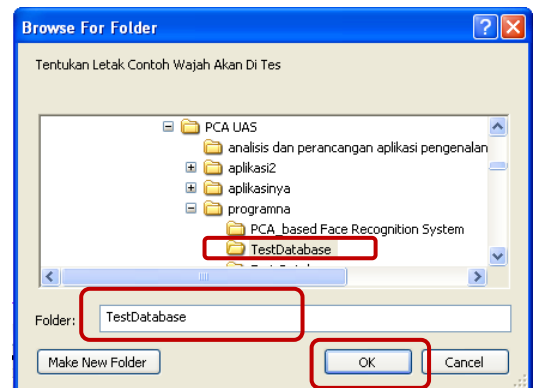 Browse For Folder
Tentukan Letak Contoh Wajah Akan Di Tes
PCA UAS
analisis dan perancangan aplikasi pengenalan
aplikasi2
aplikasinya
programna
PCA_based Face Recognition System
TestDatabase
Folder: TestDatabase
Make New Folder OK Cancel